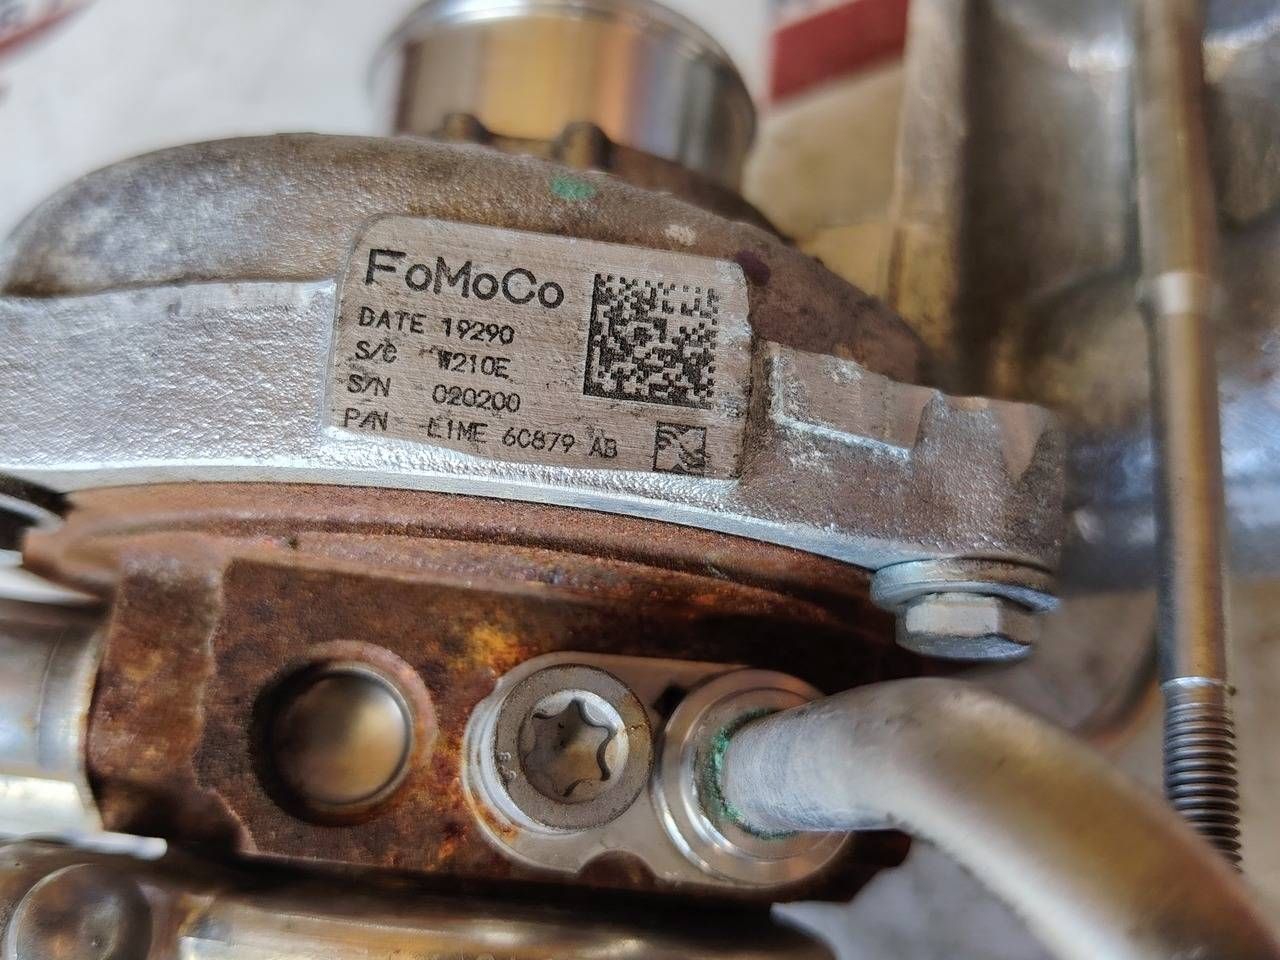 FoMoCo
DATE 19290
S/C W210E
S/N 020200
P/N L1ME 6C879 AB